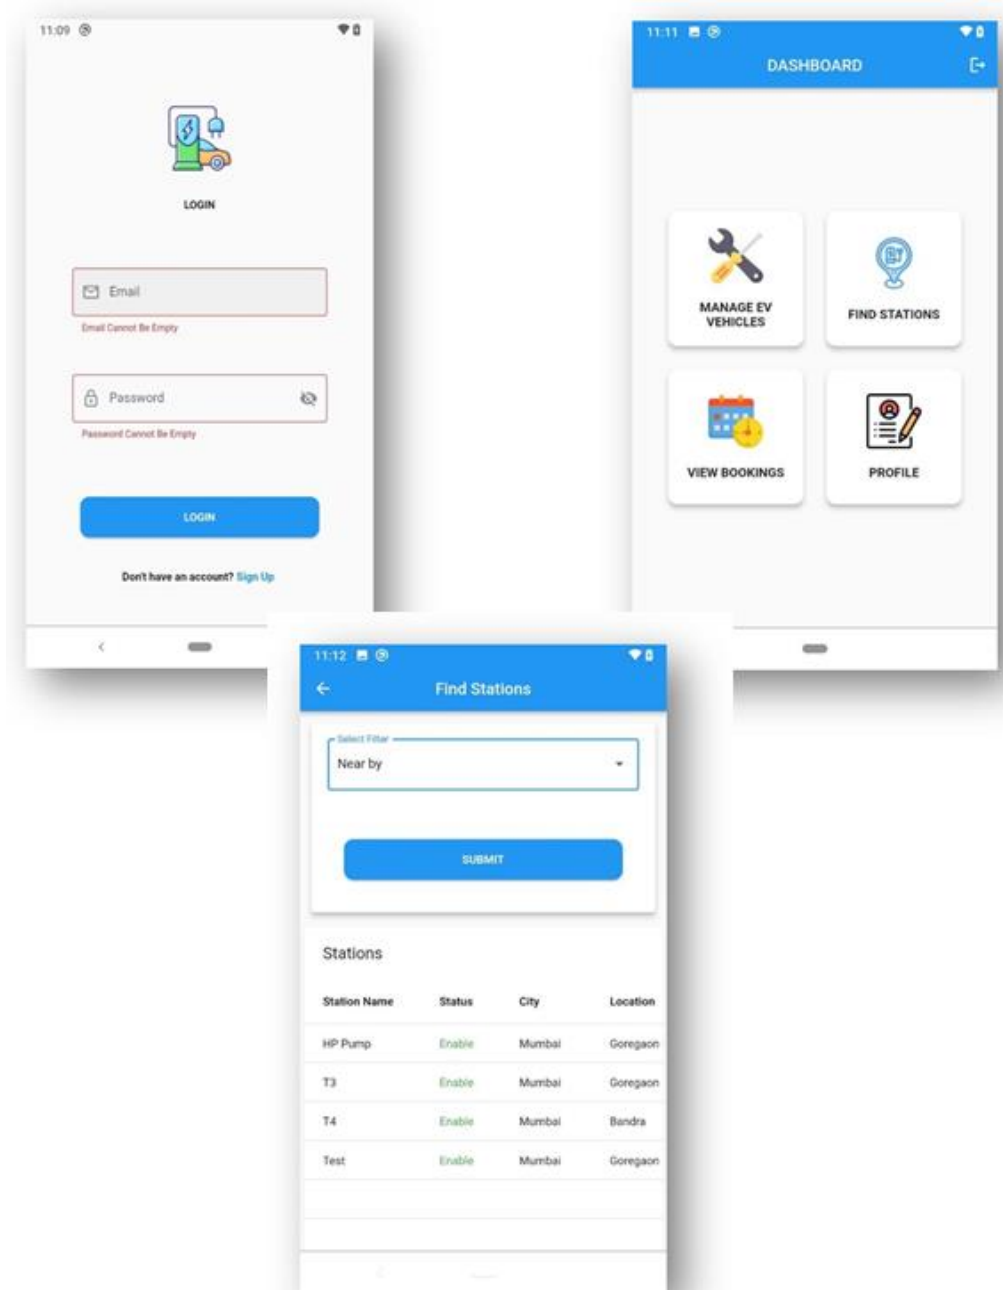 11:09
LOGIN
Email
Email Cannot Be Empty
Password
Password Cannot Be Empty
LOGIN
Don't have an account? Sign Up
11:11
DASHBOARD
MANAGE EV
VEHICLES
FIND STATIONS
VIEW BOOKINGS
PROFILE
11:12
Find Stations
Select Filter
Near by
SUBMIT
Stations
Station Name Status City Location
HP Pump Enable Mumbai Goregaon
T3 Enable Mumbai Goregaon
T4 Enable Mumbai Bandra
Test Enable Mumbai Goregaon